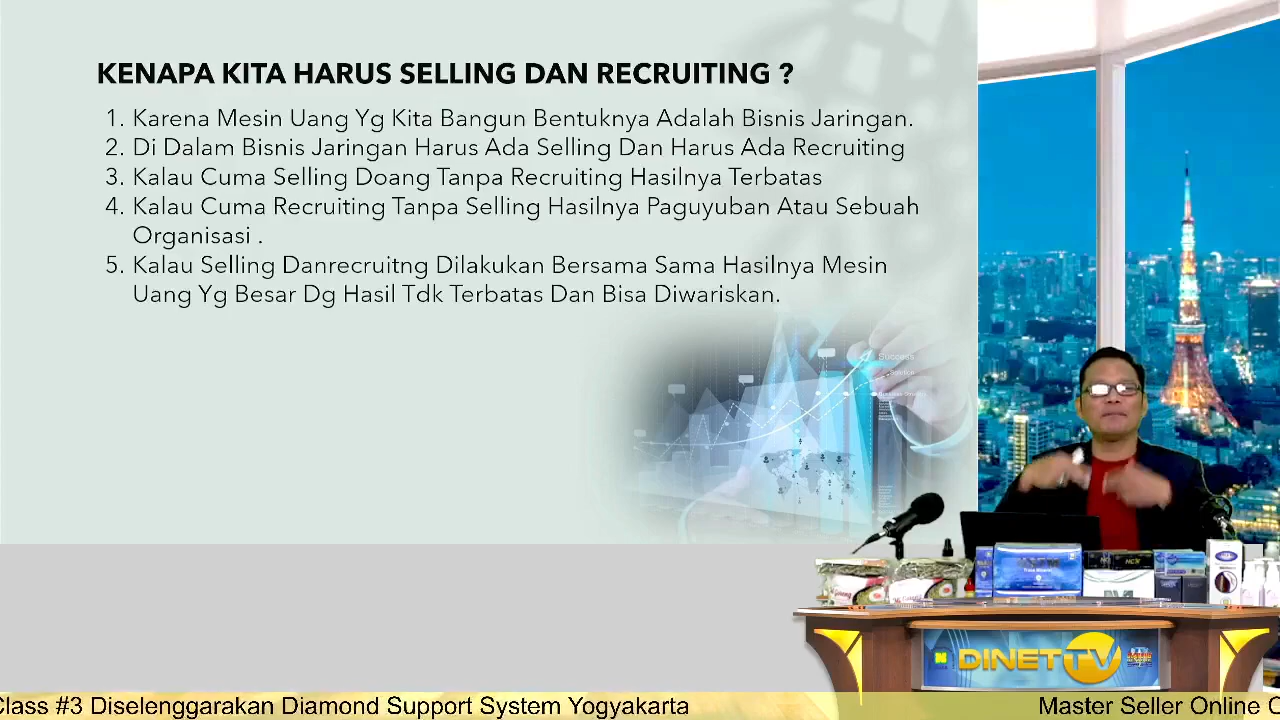 KENAPA KITA HARUS SELLING DAN RECRUITING ?
1. Karena Mesin Uang Yg Kita Bangun Bentuknya Adalah Bisnis Jaringan.
2. Di Dalam Bisnis Jaringan Harus Ada Selling Dan Harus Ada Recruiting
3. Kalau Cuma Selling Doang Tanpa Recruiting Hasilnya Terbatas
4. Kalau Cuma Recruiting Tanpa Selling Hasilnya Paguyuban Atau Sebuah
Organisasi .
5. Kalau Selling Danrecruitng Dilakukan Bersama Sama Hasilnya Mesin
Uang Yg Besar Dg Hasil Tdk Terbatas Dan Bisa Diwariskan.
Success
Solution
DINET TV
Class #3 Diselenggarakan Diamond Support System Yogyakarta
Master Seller Online C